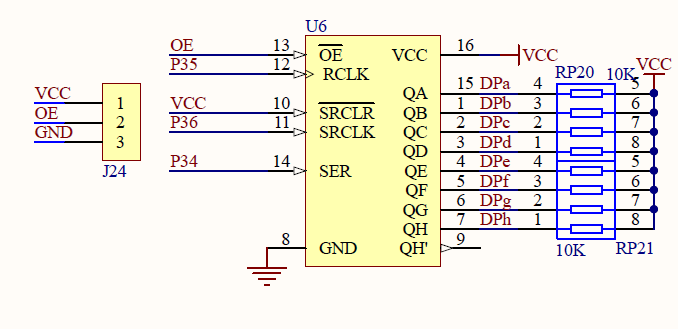 U6
OE 13 OE VCC 16 VCC
P35 12 RCLK RP20 10K VCC
VCC 1 QA 15 DPa 4 5
OE 2 VCC 10 SRCLR QB 1 DPb 3 6
GND 3 P36 11 SRCLK QC 2 DPc 2 7
QD 3 DPd 1 8
J24 P34 14 SER QE 4 DPe 4 5
QF 5 DPf 3 6
QG 6 DPg 2 7
QH 7 DPh 1 8
8 GND QH' 9 10K RP21